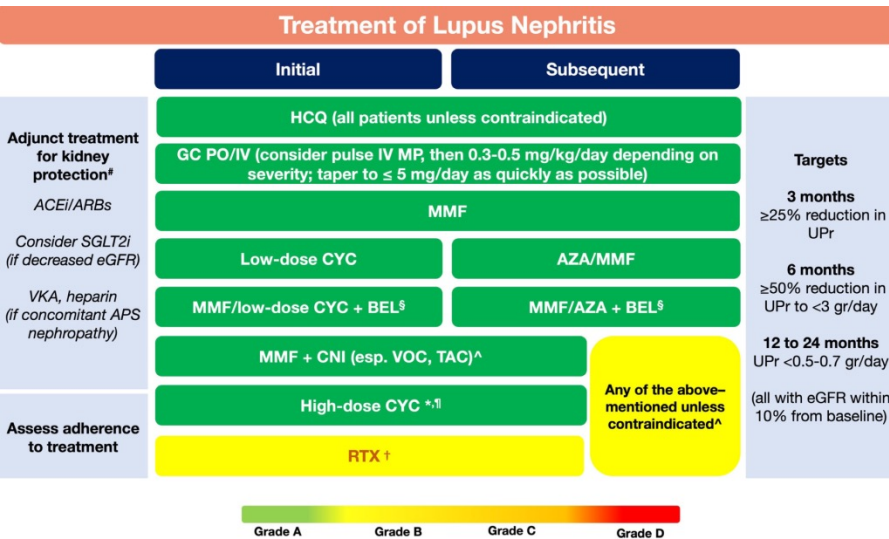 Treatment of Lupus Nephritis
Initial
Subsequent
Adjunct treatment
for kidney
protection#
ACEi/ARBs
Consider SGLT2i
(if decreased eGFR)
VKA, heparin
(if concomitant APS
nephropathy)
Assess adherence
to treatment
HCQ (all patients unless contraindicated)
GC PO/IV (consider pulse IV MP, then 0.3-0.5 mg/kg/day depending on
severity; taper to ≤ 5 mg/day as quickly as possible)
MMF
Low-dose CYC
AZA/MMF
MMF/low-dose CYC + BEL§
MMF/AZA + BEL§
MMF + CNI (esp. VOC, TAC)^
High-dose CYC *,¶
RTX †
Any of the above–
mentioned unless
contraindicated^
Targets
3 months
≥25% reduction in
UPr
6 months
≥50% reduction in
UPr to <3 gr/day
12 to 24 months
UPr <0.5-0.7 gr/day
(all with eGFR within
10% from baseline)
Grade A
Grade B
Grade C
Grade D